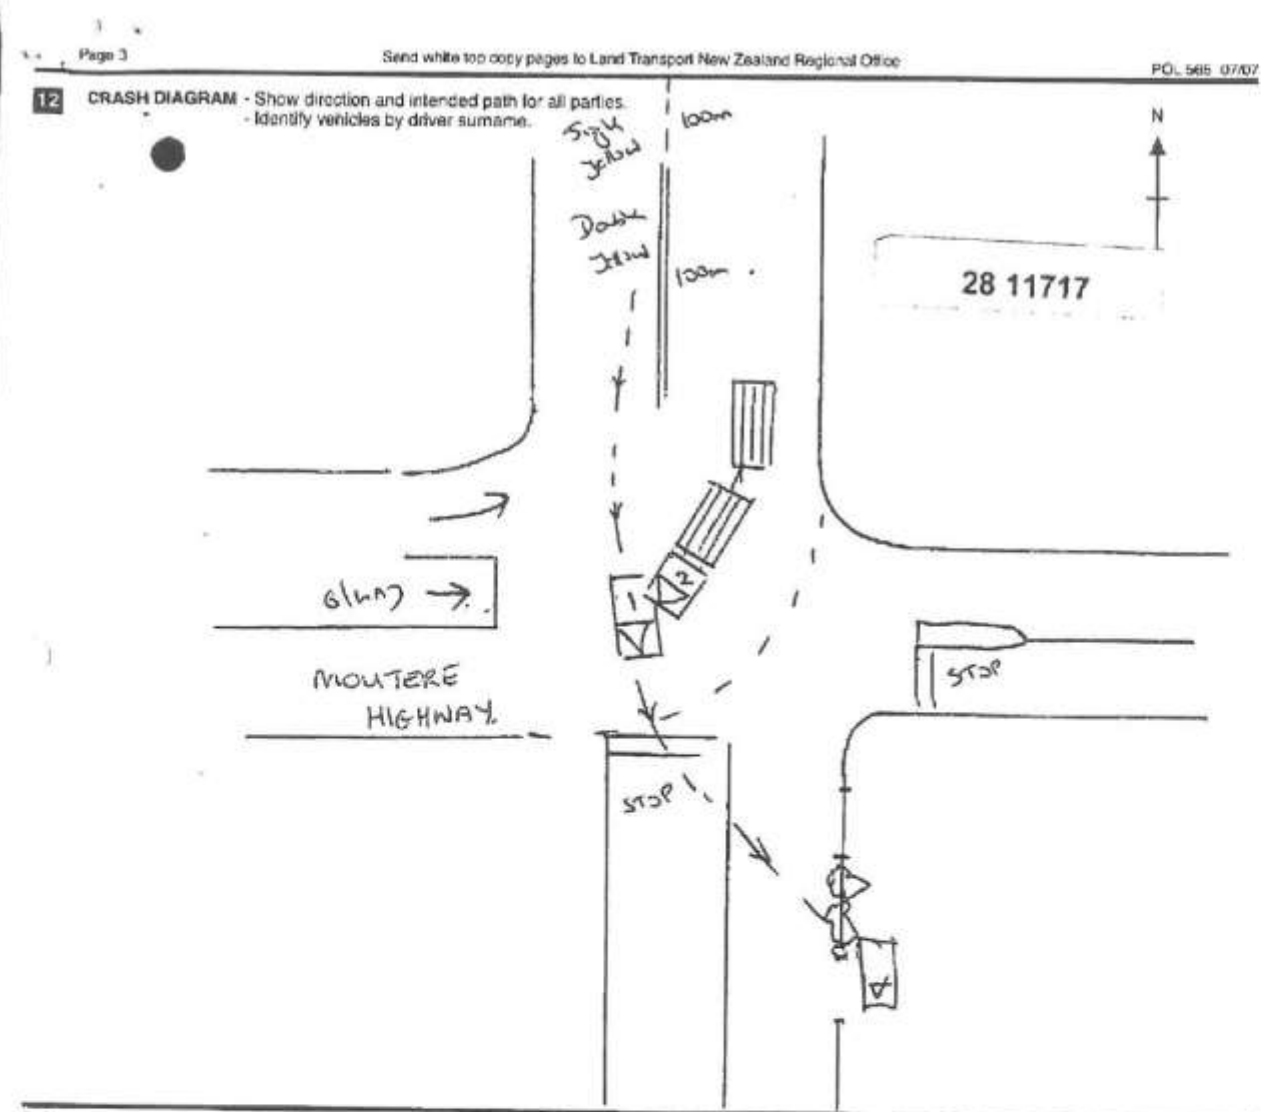 Page 3
Send white top copy pages to Land Transport New Zealand Regional Office
POL 565 07/07
12 CRASH DIAGRAM - Show direction and intended path for all parties.
- Identify vehicles by driver surname.
100m
N
Yellow
Double
Yellow
100m
28 11717
1
2
G/WAY
MOUTERE
HIGHWAY
STOP
STOP